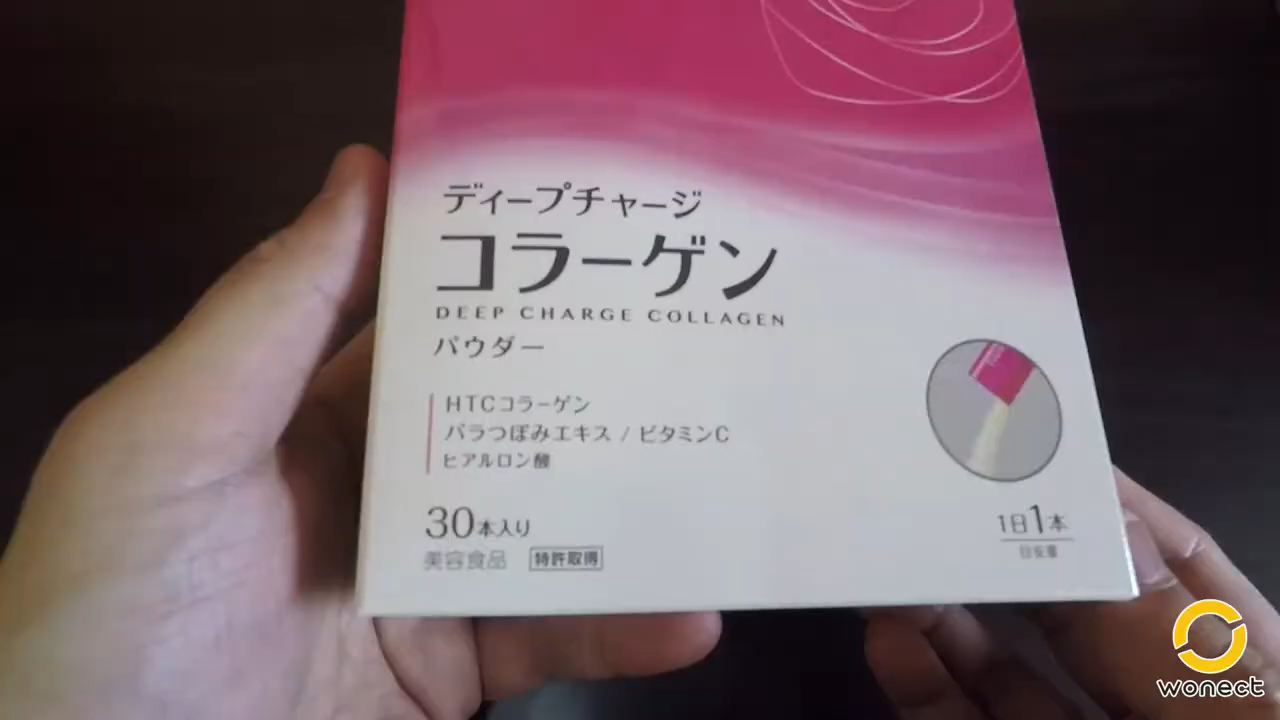 ディープチャージ
コラーゲン
DEEP CHARGE COLLAGEN
パウダー
HTCコラーゲン
バラつぼみエキス / ビタミンC
ヒアルロン酸
30本入り
美容食品 特許取得
1日1本
目安量
wonect